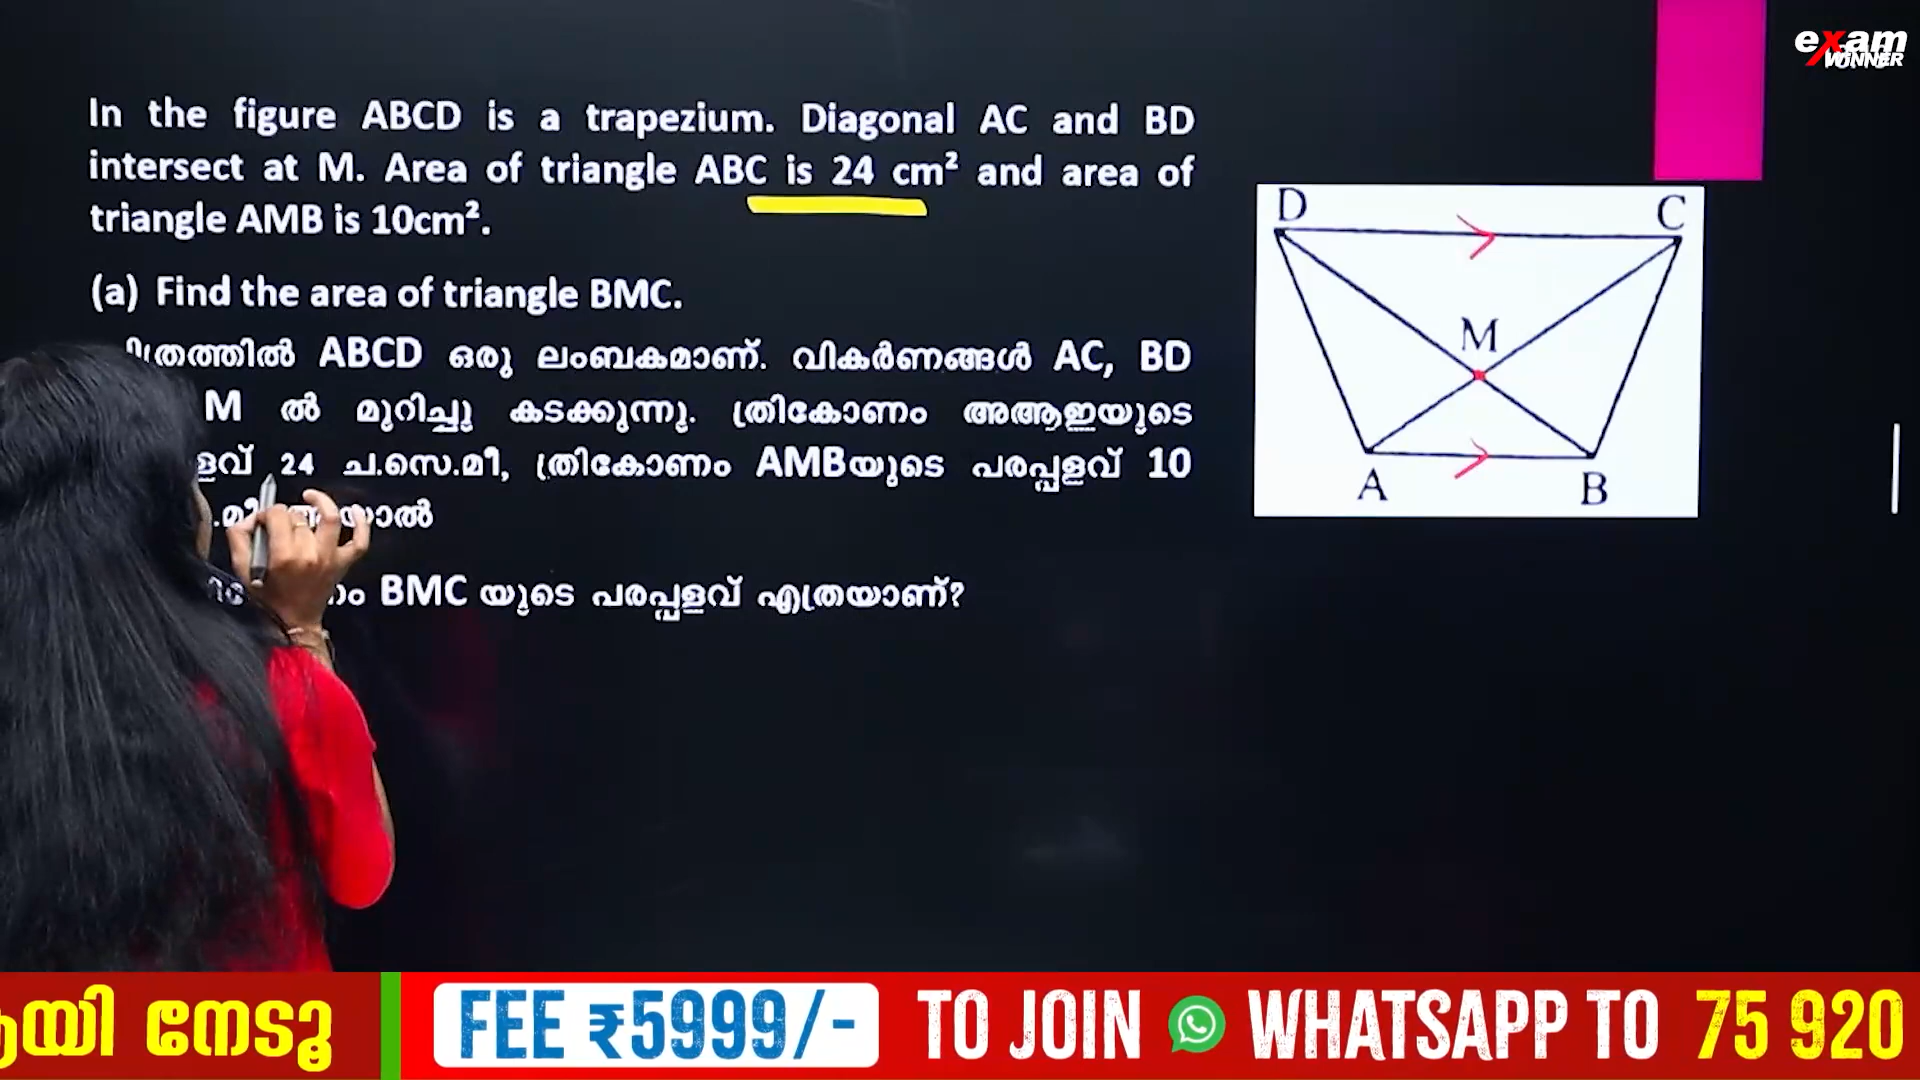 exam
WINNER
In the figure ABCD is a trapezium. Diagonal AC and BD
intersect at M. Area of triangle ABC is 24 cm² and area of
triangle AMB is 10cm².
(a) Find the area of triangle BMC.
ABCD ഒരു ലംബകമാണ്. വികർണങ്ങൾ AC, BD
M ൽ മുറിച്ചു കടക്കുന്നു. ത്രികോണം അആഇയുടെ
24 ച.സെ.മീ, ത്രികോണം AMBയുടെ പരപ്പളവ് 10
BMC യുടെ പരപ്പളവ് എത്രയാണ്?
D C
M
A B
നേടൂ FEE ₹5999/- TO JOIN WHATSAPP TO 75 920